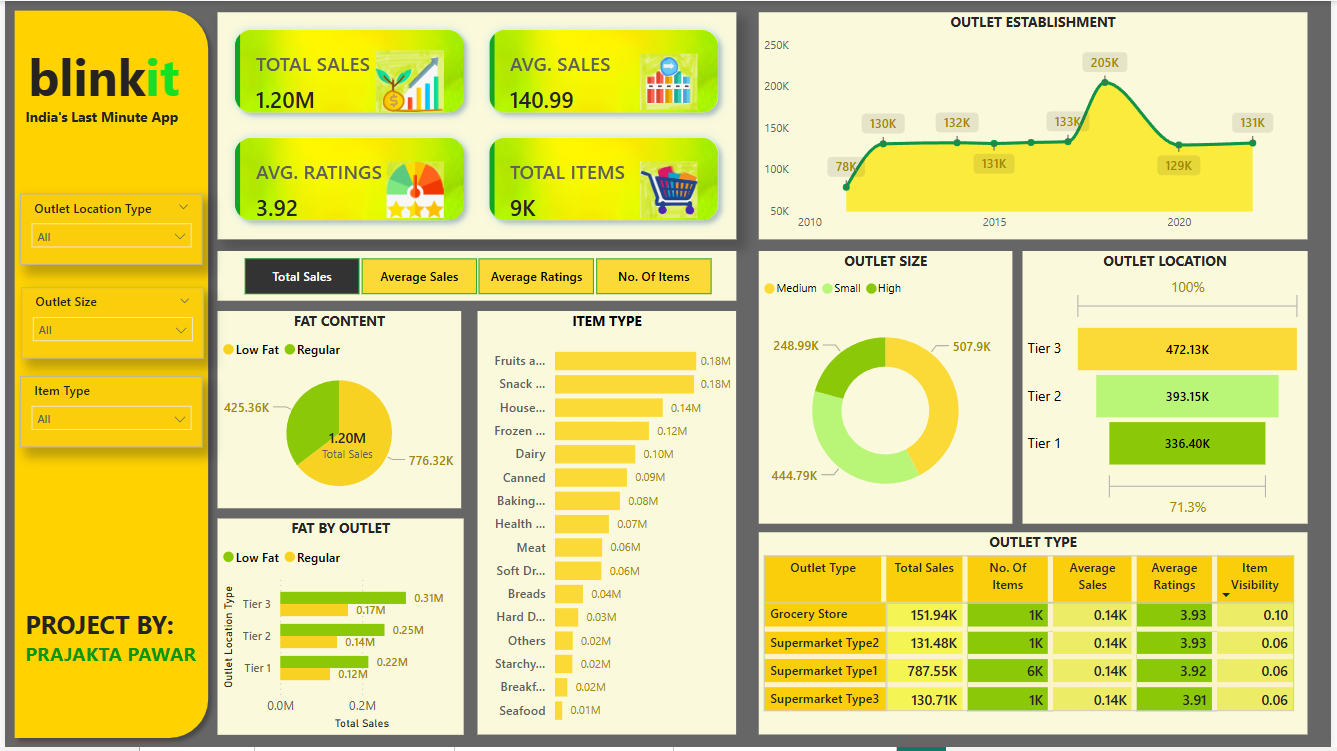 blinkit
India's Last Minute App
Outlet Location Type
All
Outlet Size
All
Item Type
All
PROJECT BY:
PRAJAKTA PAWAR
TOTAL SALES
1.20M
AVG. SALES
140.99
AVG. RATINGS
3.92
TOTAL ITEMS
9K
Total Sales
Average Sales
Average Ratings
No. Of Items
FAT CONTENT
Low Fat Regular
425.36K
1.20M
Total Sales
776.32K
FAT BY OUTLET
Low Fat Regular
Outlet Location Type
Tier 3 0.31M
0.17M
Tier 2 0.25M
0.14M
Tier 1 0.22M
0.12M
0.0M 0.2M
Total Sales
ITEM TYPE
Fruits a... 0.18M
Snack ... 0.18M
House... 0.14M
Frozen ... 0.12M
Dairy 0.10M
Canned 0.09M
Baking... 0.08M
Health ... 0.07M
Meat 0.06M
Soft Dr... 0.06M
Breads 0.04M
Hard D... 0.03M
Others 0.02M
Starchy... 0.02M
Breakf... 0.02M
Seafood 0.01M
OUTLET ESTABLISHMENT
250K
200K
150K
100K
50K
78K
130K
132K
131K
133K
205K
129K
131K
2010 2015 2020
OUTLET SIZE
Medium Small High
248.99K
507.9K
444.79K
OUTLET LOCATION
100%
Tier 3 472.13K
Tier 2 393.15K
Tier 1 336.40K
71.3%
OUTLET TYPE
Outlet Type Total Sales No. Of Items Average Sales Average Ratings Item Visibility
Grocery Store 151.94K 1K 0.14K 3.93 0.10
Supermarket Type2 131.48K 1K 0.14K 3.93 0.06
Supermarket Type1 787.55K 6K 0.14K 3.92 0.06
Supermarket Type3 130.71K 1K 0.14K 3.91 0.06